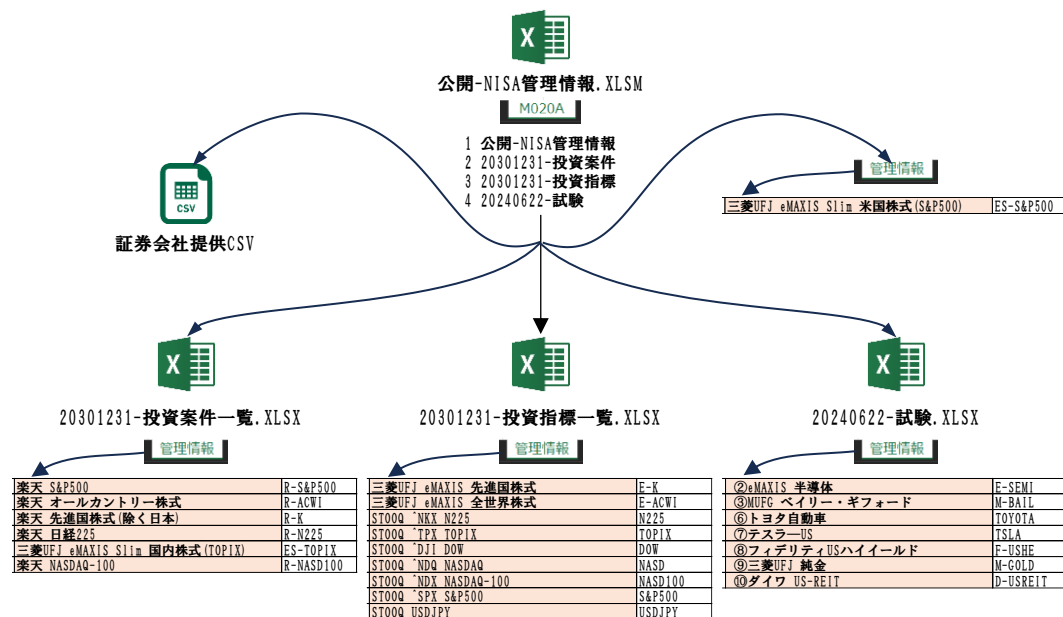 公開-NISA管理情報.XLSM
M020A
1 公開-NISA管理情報
2 20301231-投資案件
3 20301231-投資指標
4 20240622-試験
CSV
証券会社提供CSV
管理情報
三菱UFJ eMAXIS Slim 米国株式(S&P500) ES-S&P500
20301231-投資案件一覧.XLSX
管理情報
楽天 S&P500 R-S&P500
楽天 オールカントリー株式 R-ACWI
楽天 先進国株式(除く日本) R-K
楽天 日経225 R-N225
三菱UFJ eMAXIS Slim 国内株式(TOPIX) ES-TOPIX
楽天 NASDAQ-100 R-NASD100
20301231-投資指標一覧.XLSX
管理情報
三菱UFJ eMAXIS 先進国株式 E-K
三菱UFJ eMAXIS 全世界株式 E-ACWI
STOOQ ^NKX N225 N225
STOOQ ^TPX TOPIX TOPIX
STOOQ ^DJI DOW DOW
STOOQ ^NDQ NASDAQ NASD
STOOQ ^NDX NASDAQ-100 NASD100
STOOQ ^SPX S&P500 S&P500
STOOQ USDJPY USDJPY
20240622-試験.XLSX
管理情報
②eMAXIS 半導体 E-SEMI
③MUFG ベイリー・ギフォード M-BAIL
⑥トヨタ自動車 TOYOTA
⑦テスラ―US TSLA
⑧フィデリティUSハイイールド F-USHE
⑨三菱UFJ 純金 M-GOLD
⑩ダイワ US-REIT D-USREIT